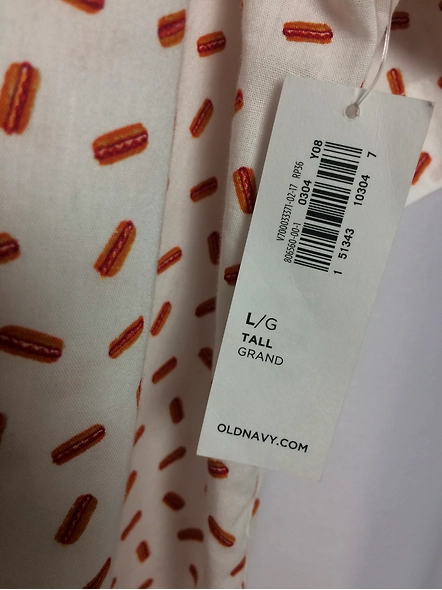 V700033371-02-17 RP36
806560-00-1 0304 Y08
1 51343 10304 7
L/G
TALL
GRAND
OLDNAVY.COM